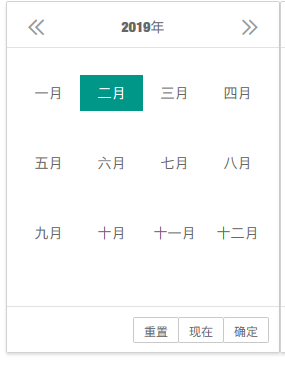 2019年
一月 二月 三月 四月
五月 六月 七月 八月
九月 十月 十一月 十二月
重置 现在 确定